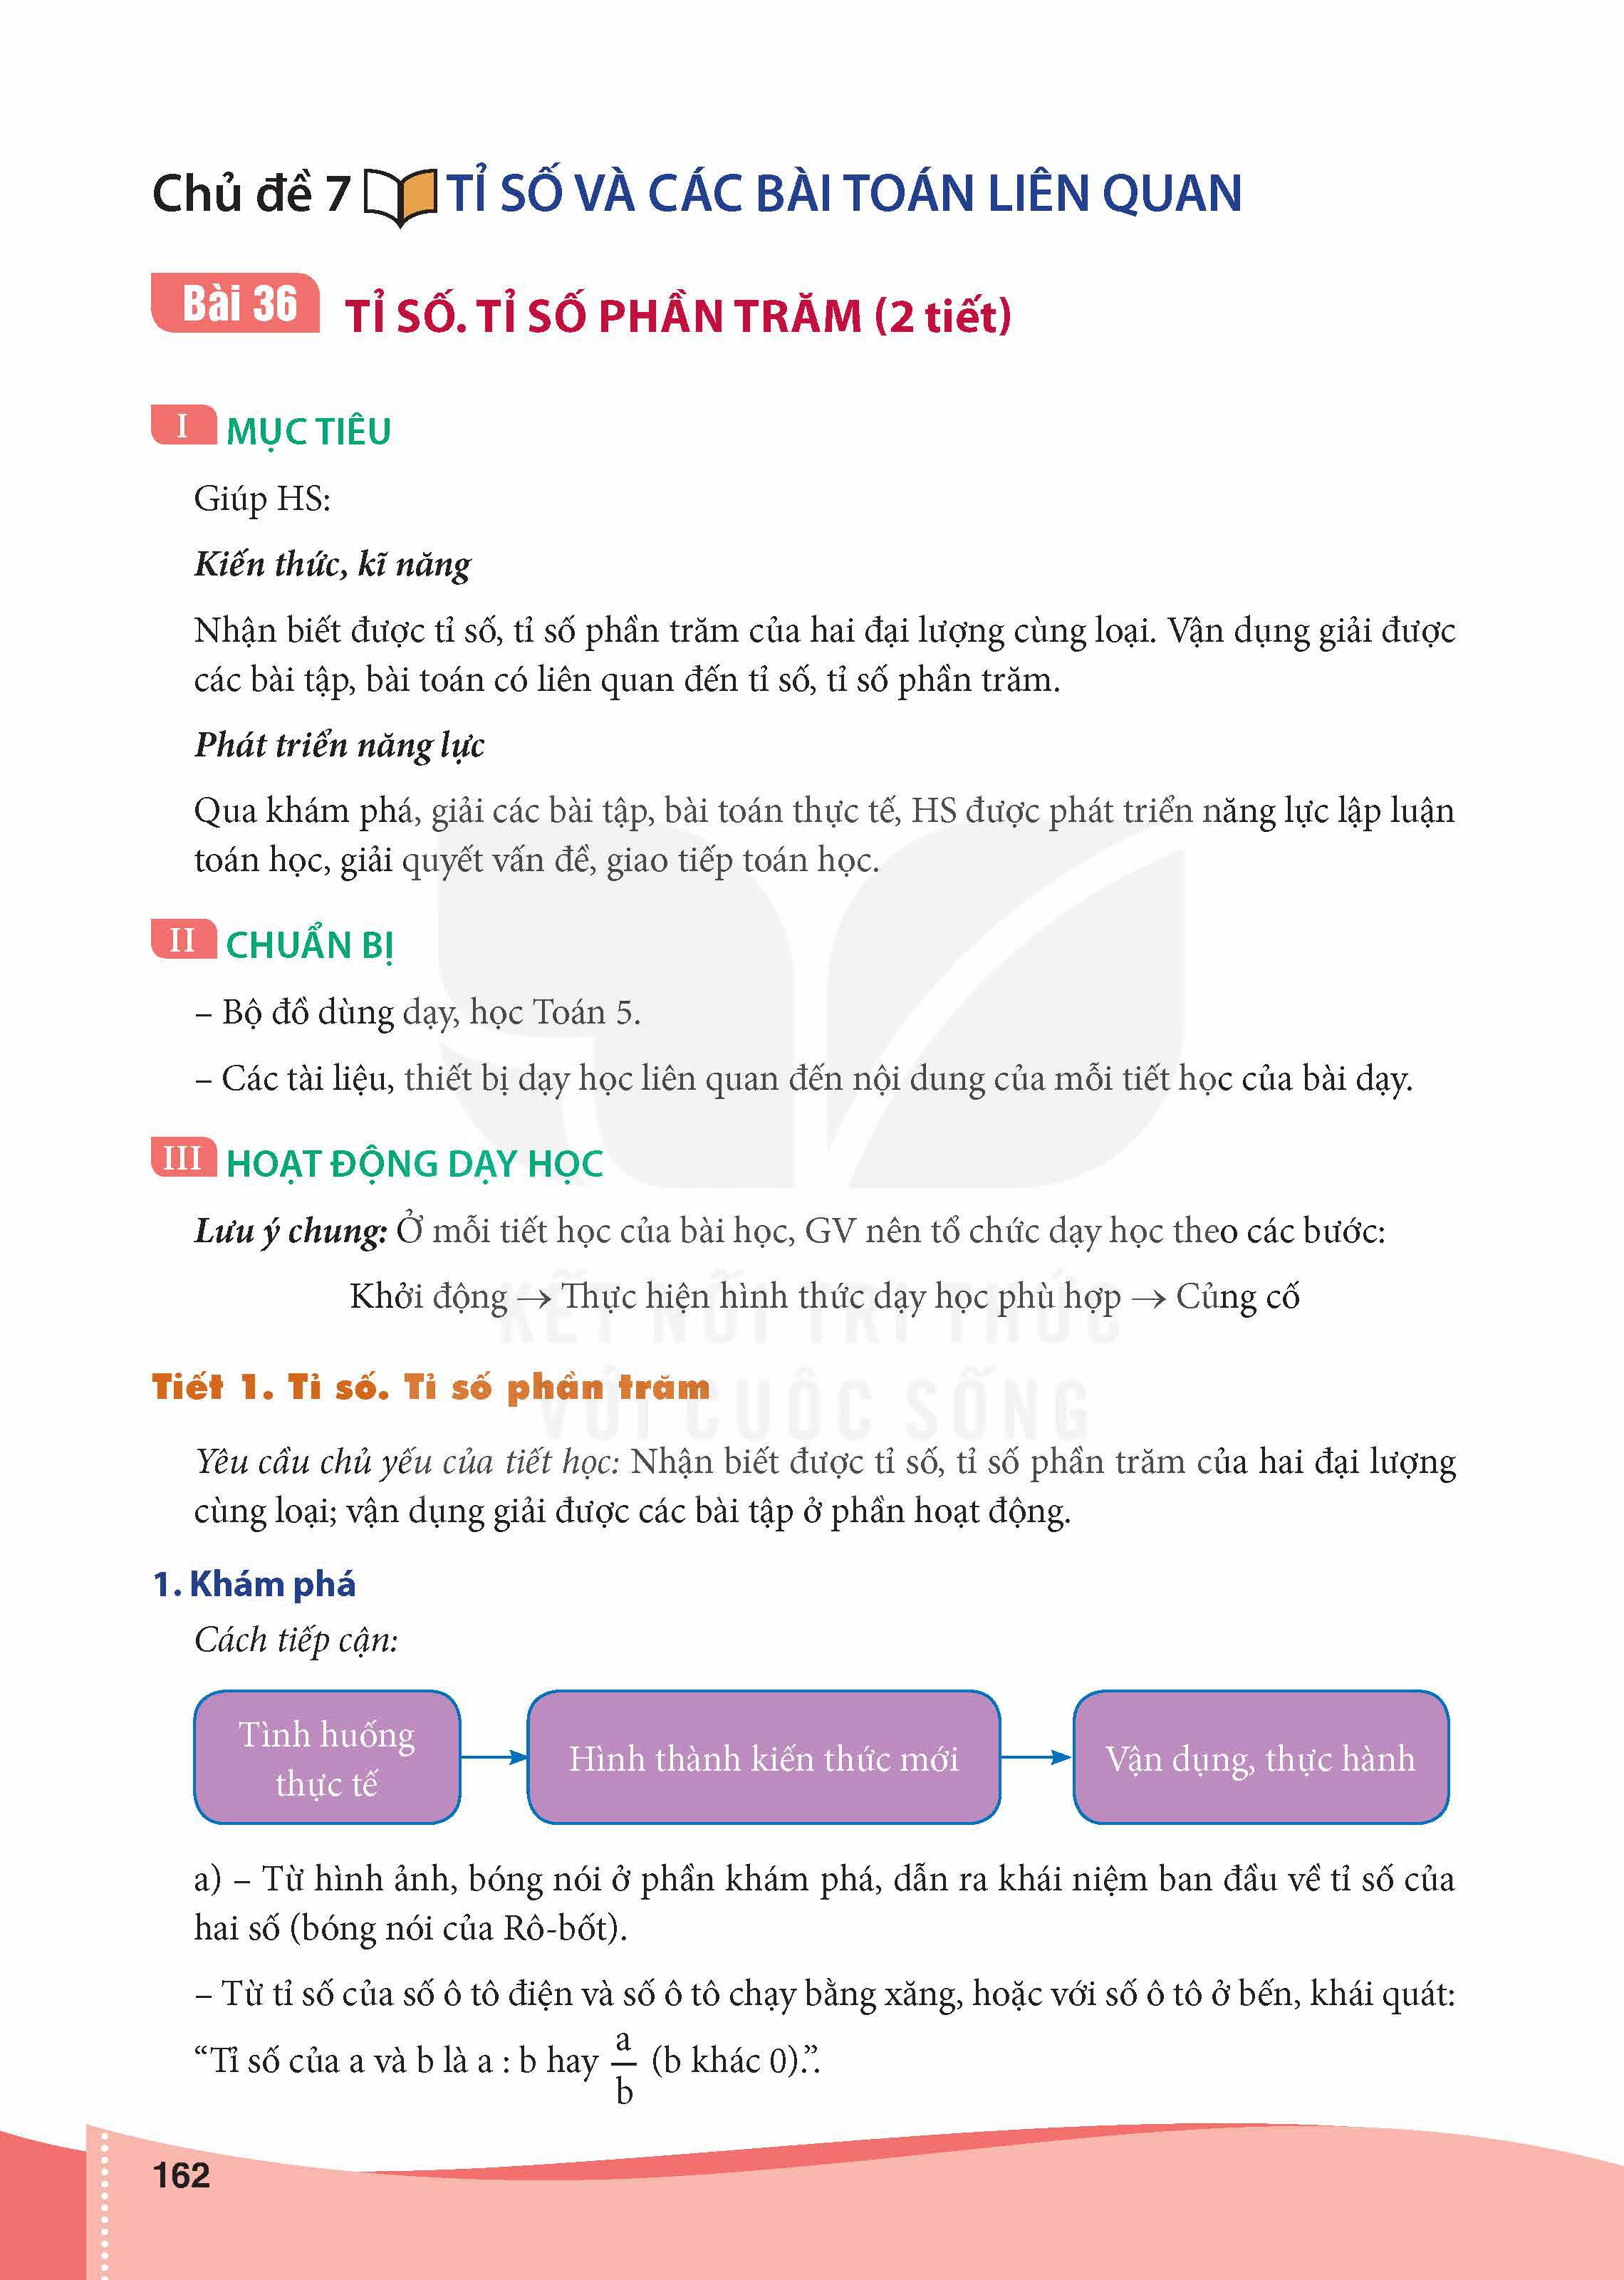 Chủ đề 7 TỈ SỐ VÀ CÁC BÀI TOÁN LIÊN QUAN
Bài 36 TỈ SỐ. TỈ SỐ PHẦN TRĂM (2 tiết)
I MỤC TIÊU
Giúp HS:
Kiến thức, kĩ năng
Nhận biết được tỉ số, tỉ số phần trăm của hai đại lượng cùng loại. Vận dụng giải được
các bài tập, bài toán có liên quan đến tỉ số, tỉ số phần trăm.
Phát triển năng lực
Qua khám phá, giải các bài tập, bài toán thực tế, HS được phát triển năng lực lập luận
toán học, giải quyết vấn đề, giao tiếp toán học.
II CHUẨN BỊ
– Bộ đồ dùng dạy, học Toán 5.
– Các tài liệu, thiết bị dạy học liên quan đến nội dung của mỗi tiết học của bài dạy.
III HOẠT ĐỘNG DẠY HỌC
Lưu ý chung: Ở mỗi tiết học của bài học, GV nên tổ chức dạy học theo các bước:
Khởi động → Thực hiện hình thức dạy học phù hợp → Củng cố
KẾT NỐI TRI THỨC
Tiết 1. Tỉ số. Tỉ số phần trăm
VỚI CUỘC SỐNG
Yêu cầu chủ yếu của tiết học: Nhận biết được tỉ số, tỉ số phần trăm của hai đại lượng
cùng loại; vận dụng giải được các bài tập ở phần hoạt động.
1. Khám phá
Cách tiếp cận:
Tình huống
thực tế
Hình thành kiến thức mới
Vận dụng, thực hành
a) – Từ hình ảnh, bóng nói ở phần khám phá, dẫn ra khái niệm ban đầu về tỉ số của
hai số (bóng nói của Rô-bốt).
– Từ tỉ số của số ô tô điện và số ô tô chạy bằng xăng, hoặc với số ô tô ở bến, khái quát:
“Tỉ số của a và b là a : b hay a/b (b khác 0).”.
162